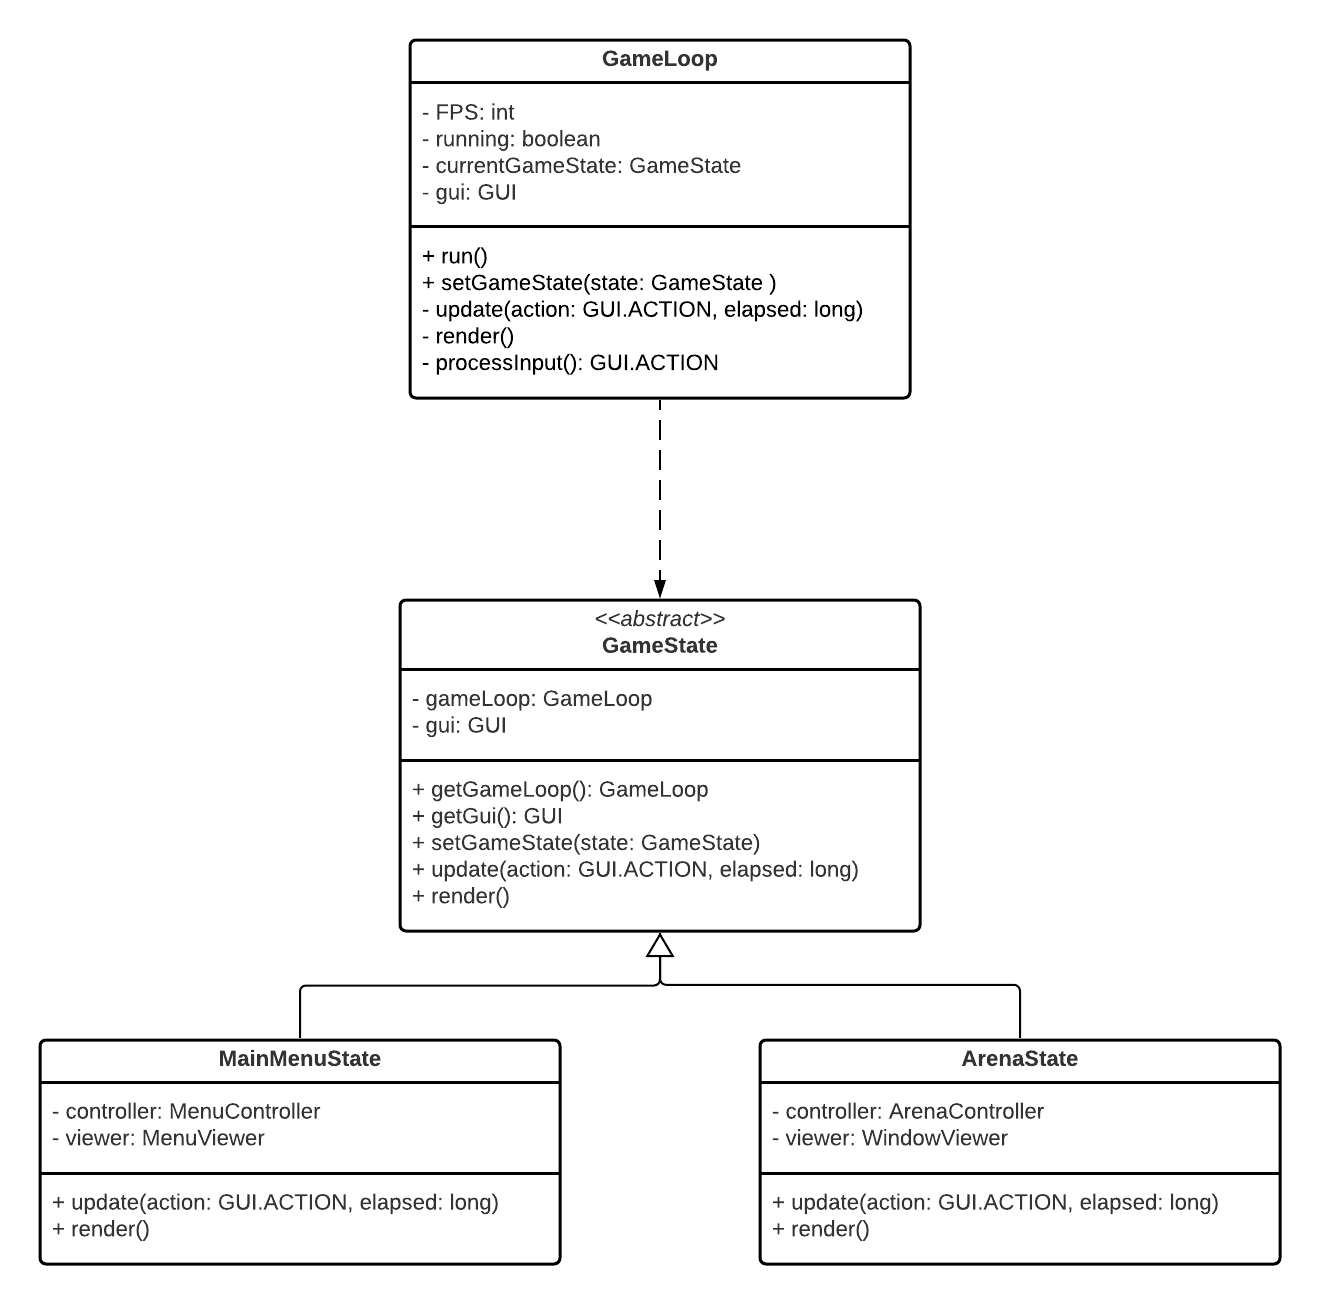 GameLoop
- FPS: int
- running: boolean
- currentGameState: GameState
- gui: GUI
+ run()
+ setGameState(state: GameState )
- update(action: GUI.ACTION, elapsed: long)
- render()
- processInput(): GUI.ACTION
<<abstract>>
GameState
- gameLoop: GameLoop
- gui: GUI
+ getGameLoop(): GameLoop
+ getGui(): GUI
+ setGameState(state: GameState)
+ update(action: GUI.ACTION, elapsed: long)
+ render()
MainMenuState
- controller: MenuController
- viewer: MenuViewer
+ update(action: GUI.ACTION, elapsed: long)
+ render()
ArenaState
- controller: ArenaController
- viewer: WindowViewer
+ update(action: GUI.ACTION, elapsed: long)
+ render()